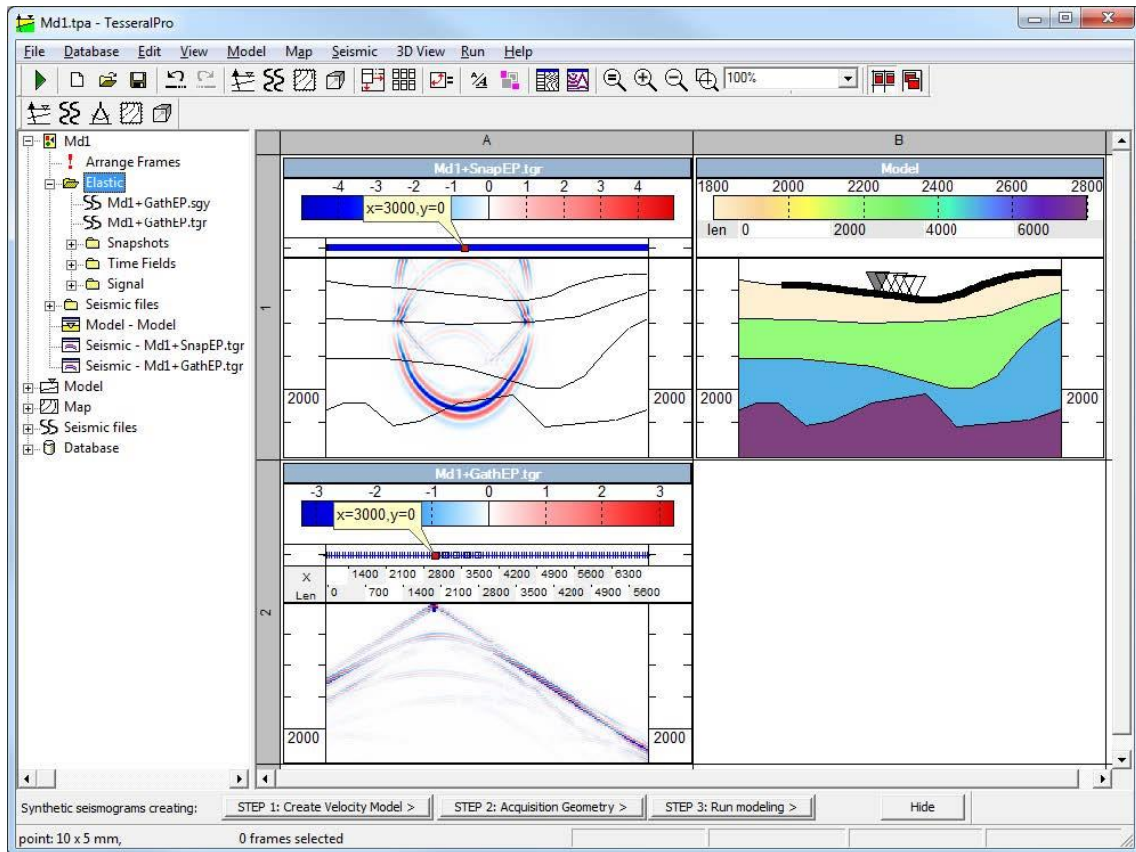 Md1.tpa - TesseralPro
File Database Edit View Model Map Seismic 3D View Run Help
100%
Md1
Arrange Frames
Elastic
Md1+GathEP.sgy
Md1+GathEP.tgr
Snapshots
Time Fields
Signal
Seismic files
Model - Model
Seismic - Md1+SnapEP.tgr
Seismic - Md1+GathEP.tgr
Model
Map
Seismic files
Database
A B
1
Md1+SnapEP.tgr
-4 -3 -2 -1 0 1 2 3 4
x=3000,y=0
2000 2000
Model
1800 2000 2200 2400 2600 2800
len 0 2000 4000 6000
2000 2000
2
Md1+GathEP.tgr
-3 -2 -1 0 1 2 3
x=3000,y=0
X 1400 2100 2800 3500 4200 4900 5600 6300
Len 0 700 1400 2100 2800 3500 4200 4900 5600
2000 2000
Synthetic seismograms creating: STEP 1: Create Velocity Model > STEP 2: Acquisition Geometry > STEP 3: Run modeling > Hide
point: 10 x 5 mm, 0 frames selected